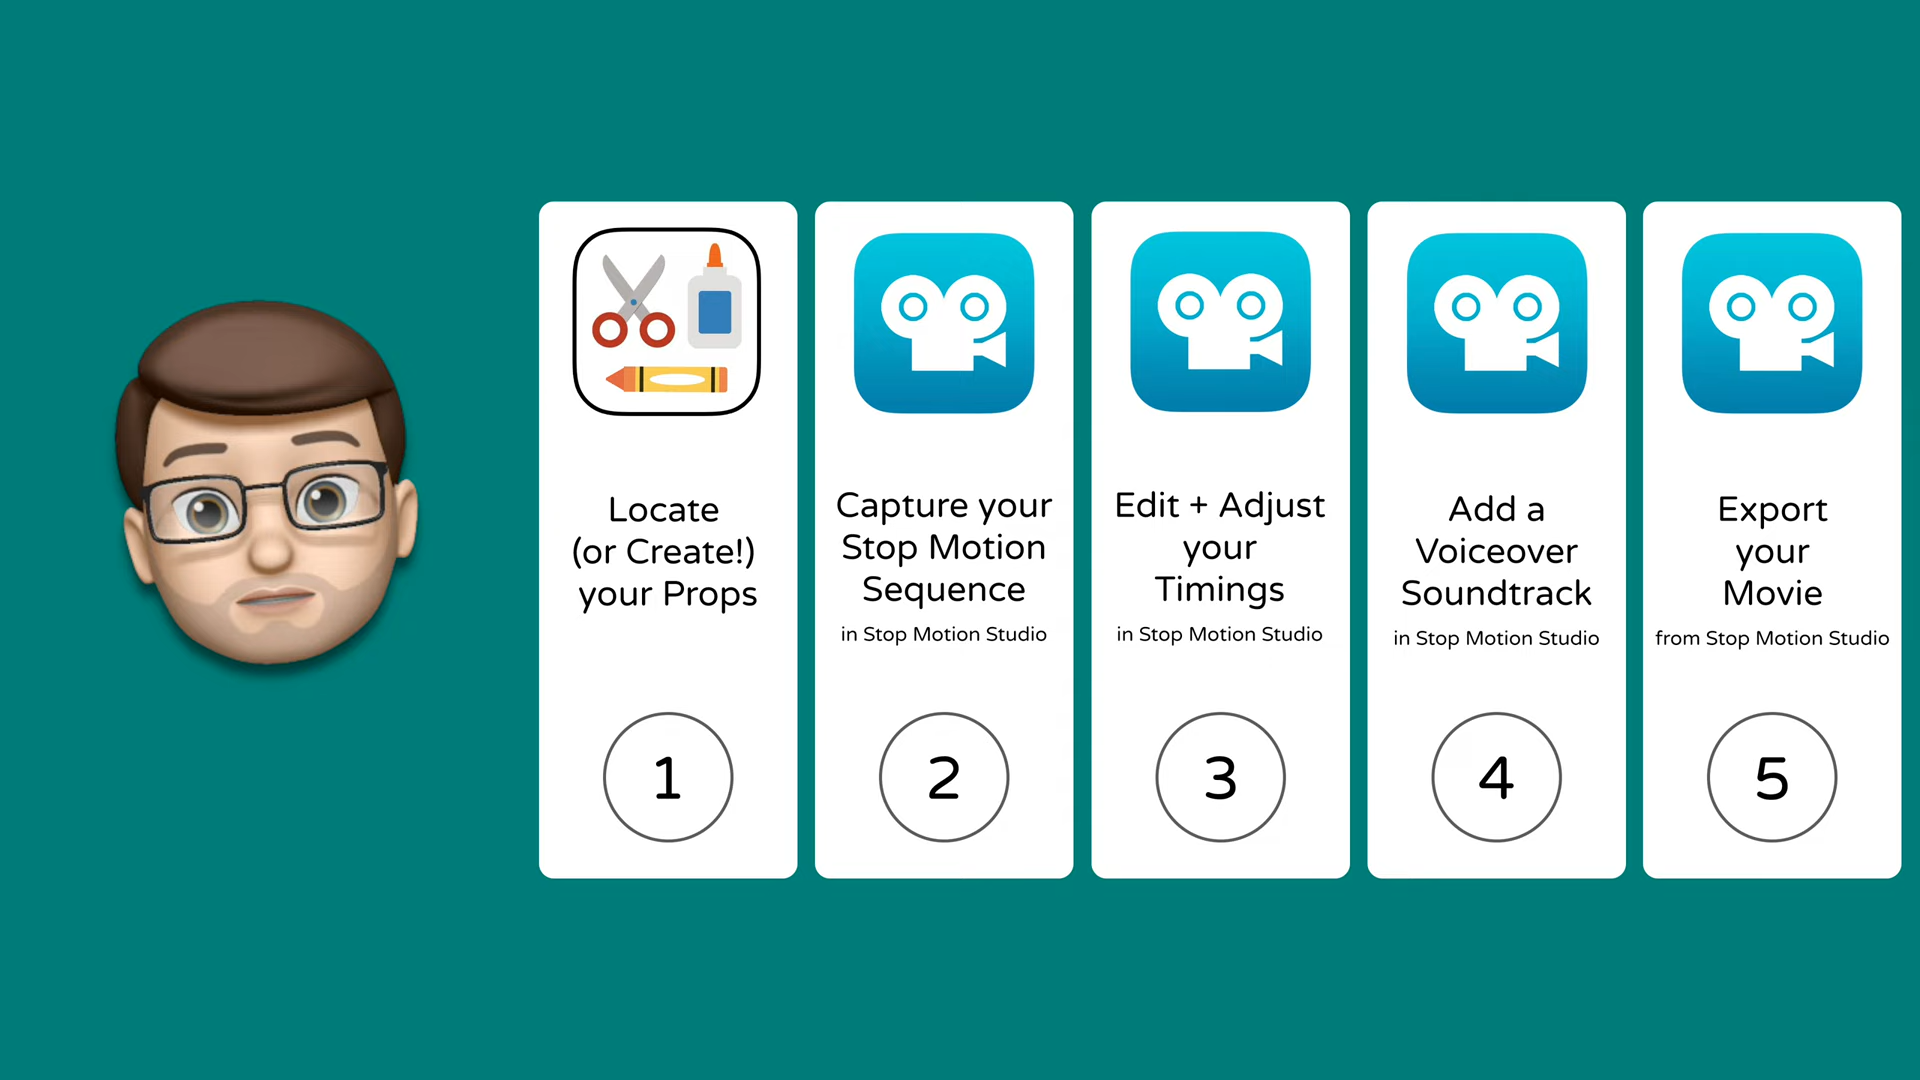 Locate
(or Create!)
your Props
1
Capture your
Stop Motion
Sequence
in Stop Motion Studio
2
Edit + Adjust
your
Timings
in Stop Motion Studio
3
Add a
Voiceover
Soundtrack
in Stop Motion Studio
4
Export
your
Movie
from Stop Motion Studio
5